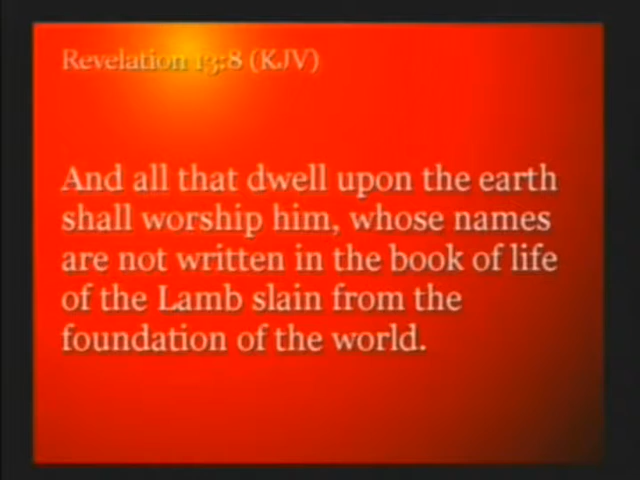 Revelation 13:8 (KJV)
And all that dwell upon the earth
shall worship him, whose names
are not written in the book of life
of the Lamb slain from the
foundation of the world.